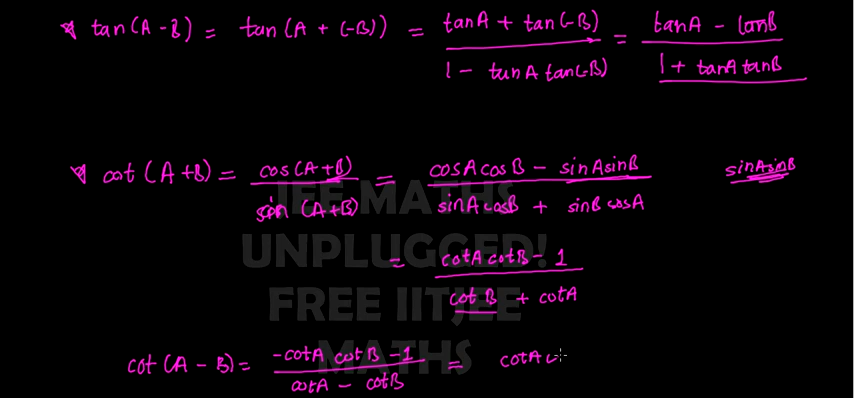 tan(A - B) = tan(A + (-B)) = (tanA + tan(-B)) / (1 - tanA tan(-B)) = (tanA - tanB) / (1 + tanA tanB)
cot(A + B) = cos(A+B) / sin(A+B) = (cosA cosB - sinA sinB) / (sinA cosB + sinB cosA) sinA sinB
= (cotA cotB - 1) / (cotB + cotA)
cot(A - B) = (-cotA cotB - 1) / (cotA - cotB) = cotA c
JEE MATHS
UNPLUGGED!
FREE IITJEE
MATHS